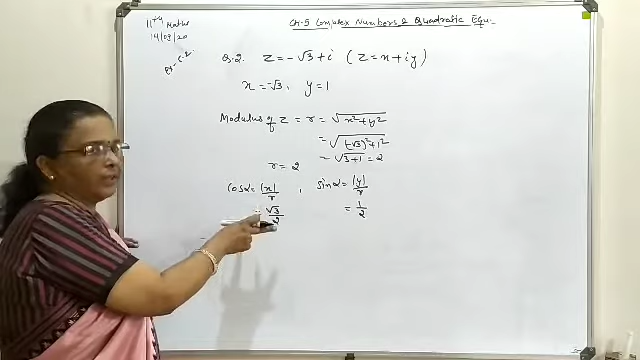 11th Maths
14/09/20
Ex-5.2.
Ch-5 Complex Numbers & Quadratic Equ.
Q.2. z = -√3 + i (z = x + iy)
x = -√3, y = 1
Modulus of z = r = √x²+y²
= √(-√3)²+1²
= √3+1 = 2
r = 2
cosα = |x|/r , sinα = |y|/r
= √3/2 = 1/2